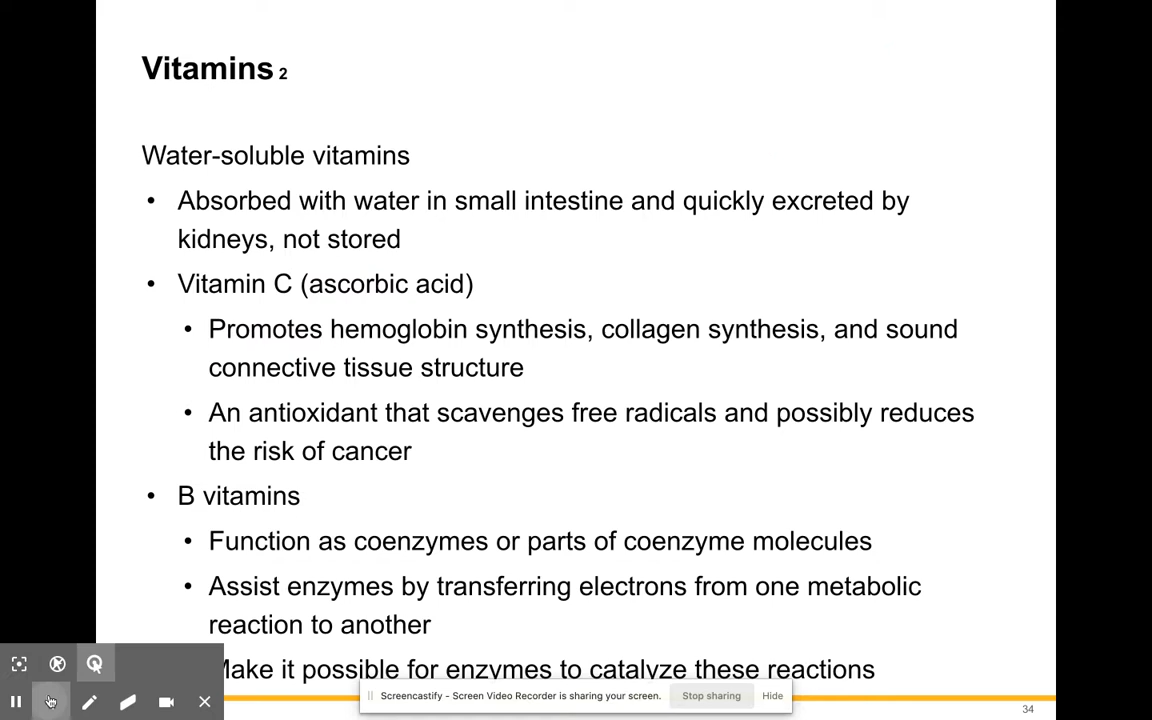 Vitamins 2
Water-soluble vitamins
• Absorbed with water in small intestine and quickly excreted by
kidneys, not stored
• Vitamin C (ascorbic acid)
• Promotes hemoglobin synthesis, collagen synthesis, and sound
connective tissue structure
• An antioxidant that scavenges free radicals and possibly reduces
the risk of cancer
• B vitamins
• Function as coenzymes or parts of coenzyme molecules
• Assist enzymes by transferring electrons from one metabolic
reaction to another
Make it possible for enzymes to catalyze these reactions
Screencastify - Screen Video Recorder is sharing your screen. Stop sharing Hide
34